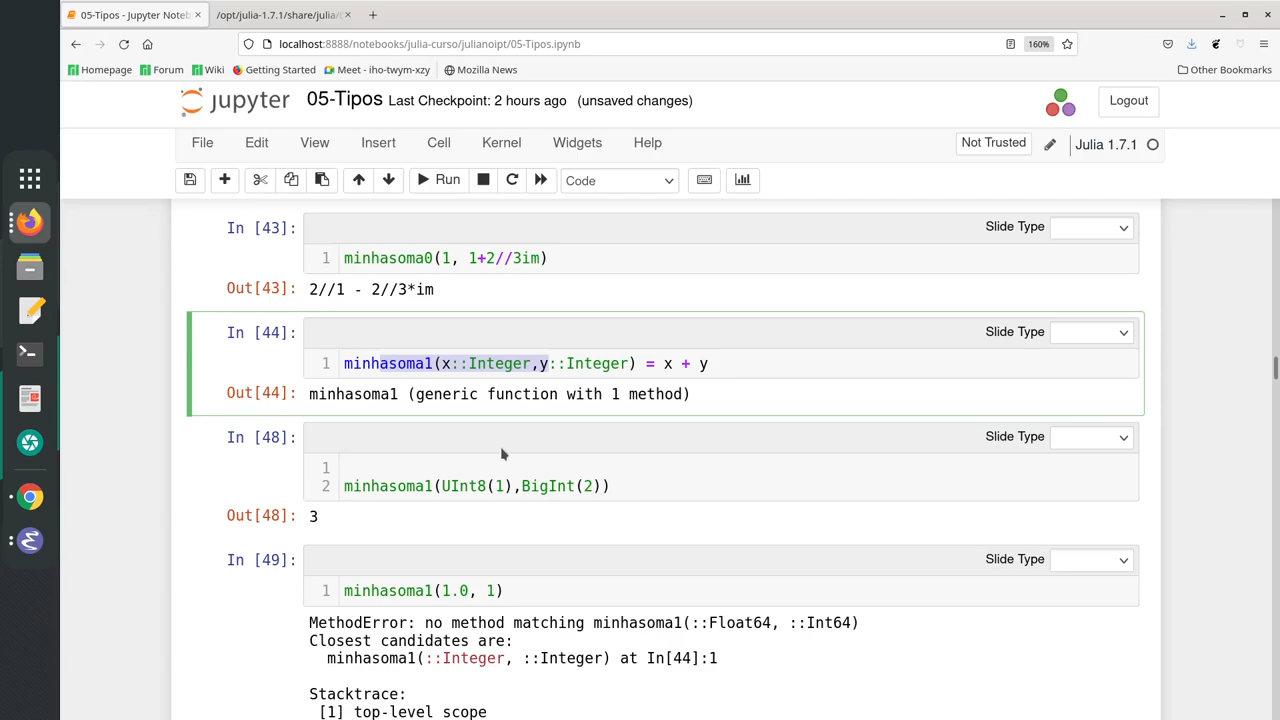 05-Tipos - Jupyter Noteb
/opt/julia-1.7.1/share/julia/
localhost:8888/notebooks/julia-curso/julianoipt/05-Tipos.ipynb
160%
Homepage
Forum
Wiki
Getting Started
Meet - iho-twym-xzy
Mozilla News
Other Bookmarks
jupyter
05-Tipos
Last Checkpoint: 2 hours ago
(unsaved changes)
Logout
File
Edit
View
Insert
Cell
Kernel
Widgets
Help
Not Trusted
Julia 1.7.1
Run
Code
In [43]:
Slide Type
1 minhasoma0(1, 1+2//3im)
Out[43]: 2//1 - 2//3*im
In [44]:
Slide Type
1 minhasoma1(x::Integer,y::Integer) = x + y
Out[44]: minhasoma1 (generic function with 1 method)
In [48]:
Slide Type
1
2 minhasoma1(UInt8(1),BigInt(2))
Out[48]: 3
In [49]:
Slide Type
1 minhasoma1(1.0, 1)
MethodError: no method matching minhasoma1(::Float64, ::Int64)
Closest candidates are:
minhasoma1(::Integer, ::Integer) at In[44]:1
Stacktrace:
[1] top-level scope